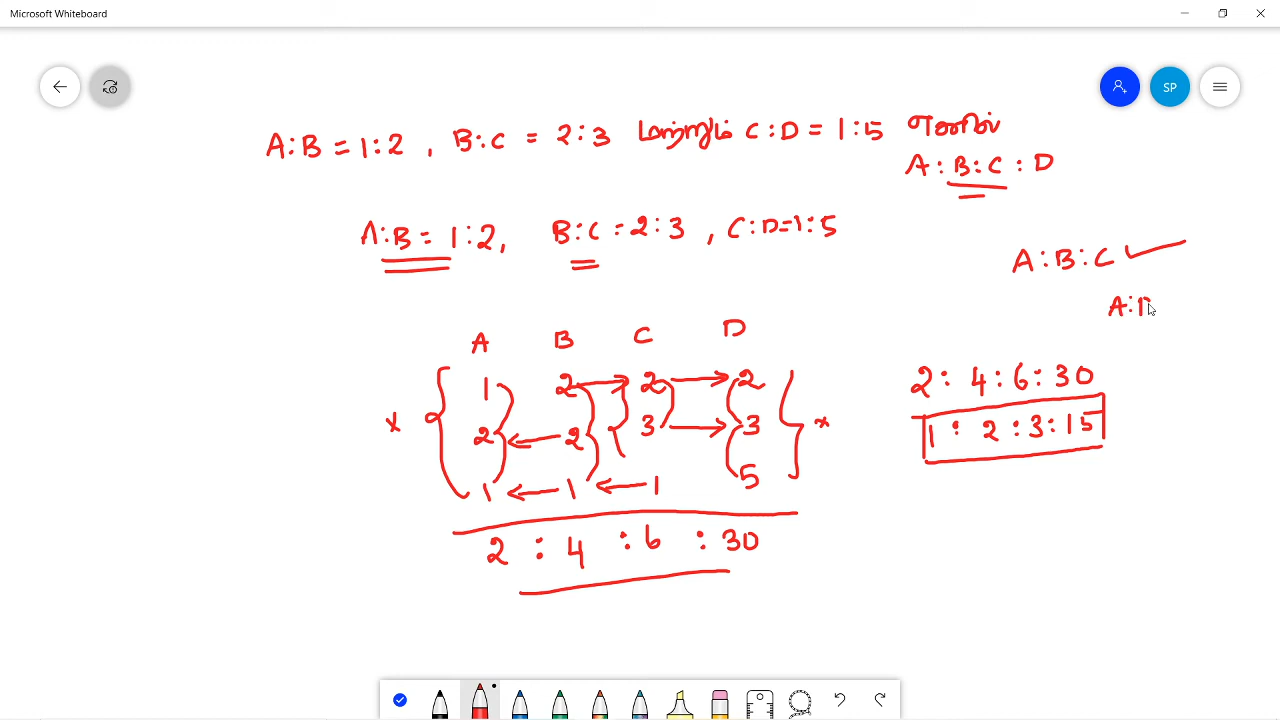 Microsoft Whiteboard
SP
A:B = 1:2 , B:C = 2:3 மற்றும் C:D = 1:5 எனில்
A:B:C:D
A:B = 1:2, B:C = 2:3 , C:D=1:5
A:B:C ✓
A:
A B C D
1 2 2 2
2 2 3 3
1 1 1 5
x x
2 : 4 : 6 : 30
2 : 4 : 6 : 30
1 : 2 : 3 : 15